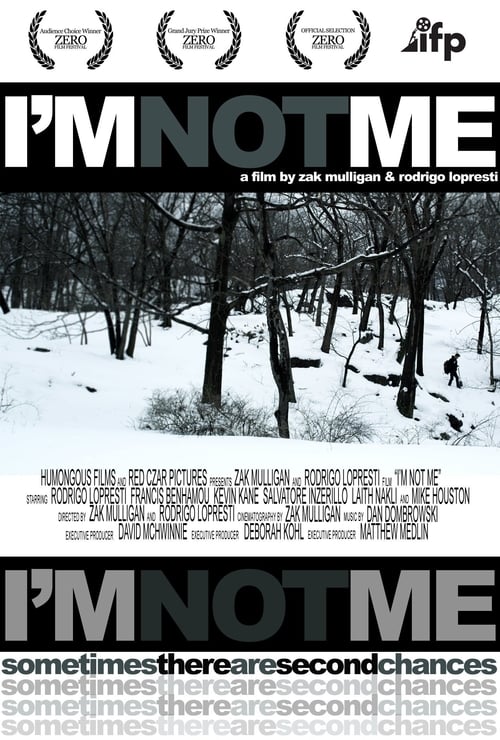 Audience Choice Winner
ZERO
FILM FESTIVAL
Grand Jury Prize Winner
ZERO
FILM FESTIVAL
OFFICIAL SELECTION
ZERO
FILM FESTIVAL
ifp
I'M NOT ME
a film by zak mulligan & rodrigo lopresti
HUMONGOUS FILMS AND RED CZAR PICTURES PRESENTS ZAK MULLIGAN AND RODRIGO LOPRESTI FILM "I'M NOT ME"
STARRING RODRIGO LOPRESTI FRANCIS BENHAMOU KEVIN KANE SALVATORE INZERILLO LAITH NAKLI AND MIKE HOUSTON
DIRECTED BY ZAK MULLIGAN AND RODRIGO LOPRESTI CINEMATOGRAPHY BY ZAK MULLIGAN MUSIC BY DAN DOMBROWSKI
EXECUTIVE PRODUCER DAVID MCHWINNIE EXECUTIVE PRODUCER DEBORAH KOHL EXECUTIVE PRODUCER MATTHEW MEDLIN
I'M NOT ME
sometimestherearesecondchances
sometimestherearesecondchances
sometimestherearesecondchances
sometimestherearesecondchances